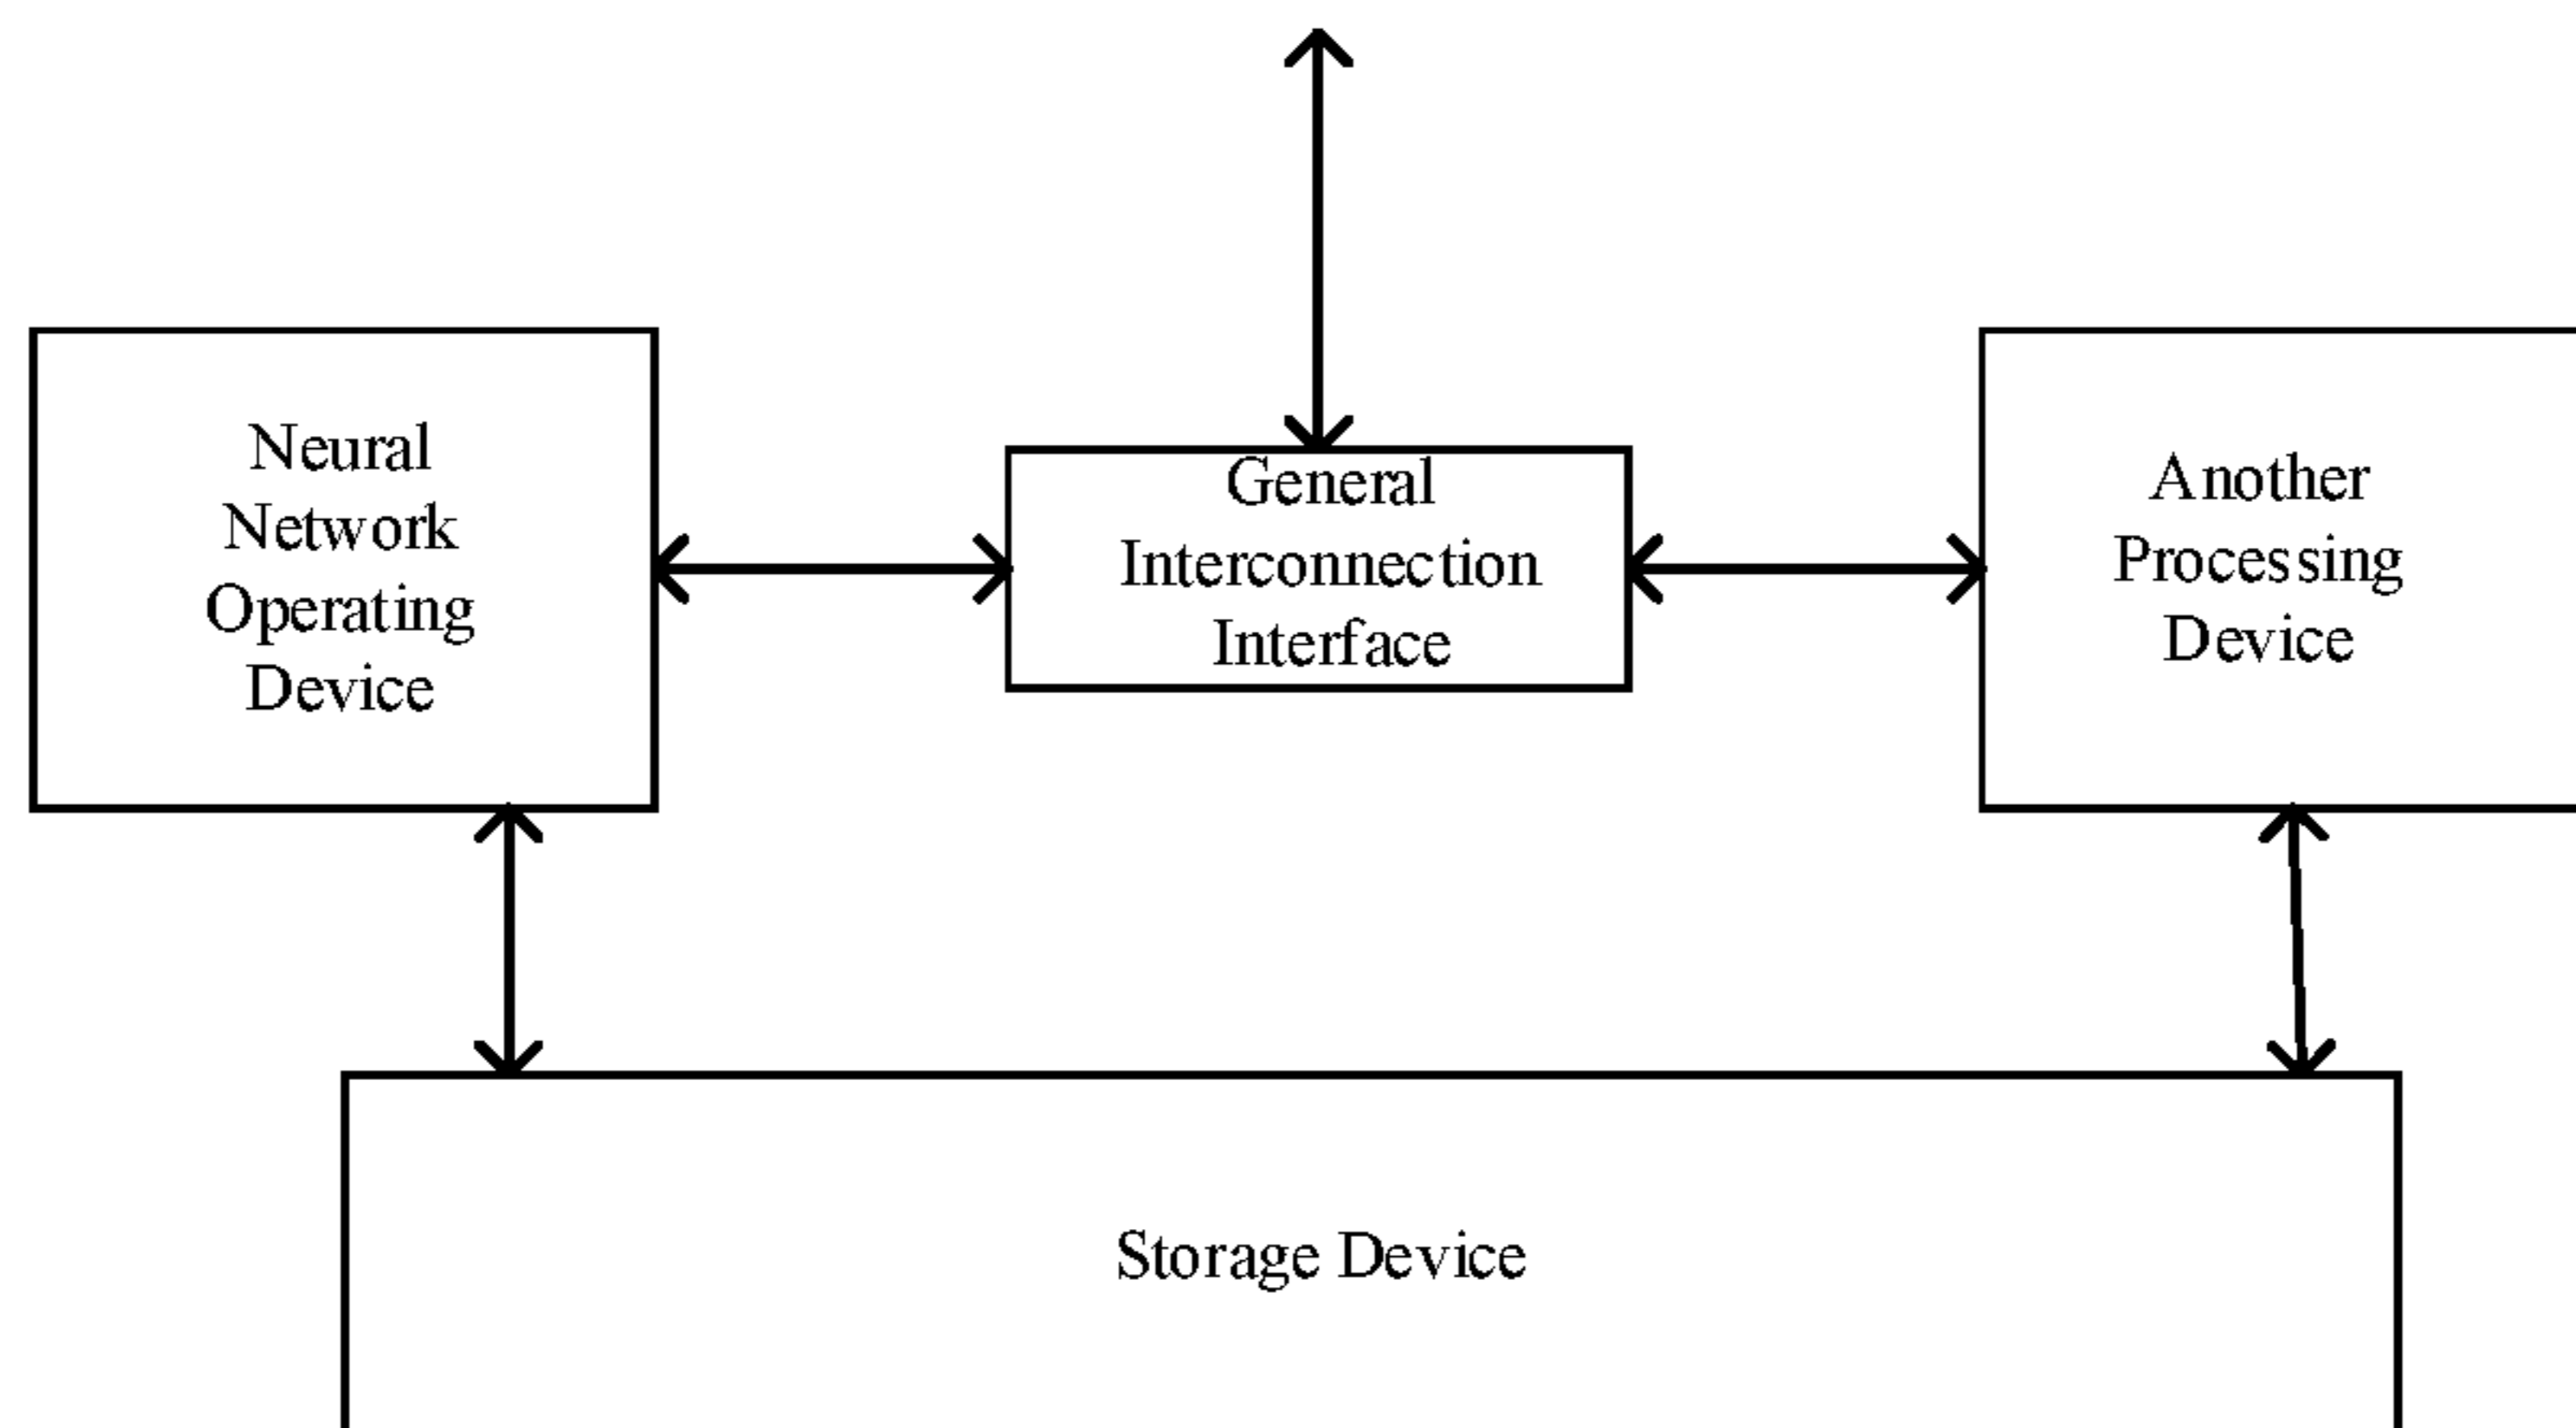 Neural
Network
Operating
Device
General
Interconnection
Interface
Another
Processing
Device
Storage Device